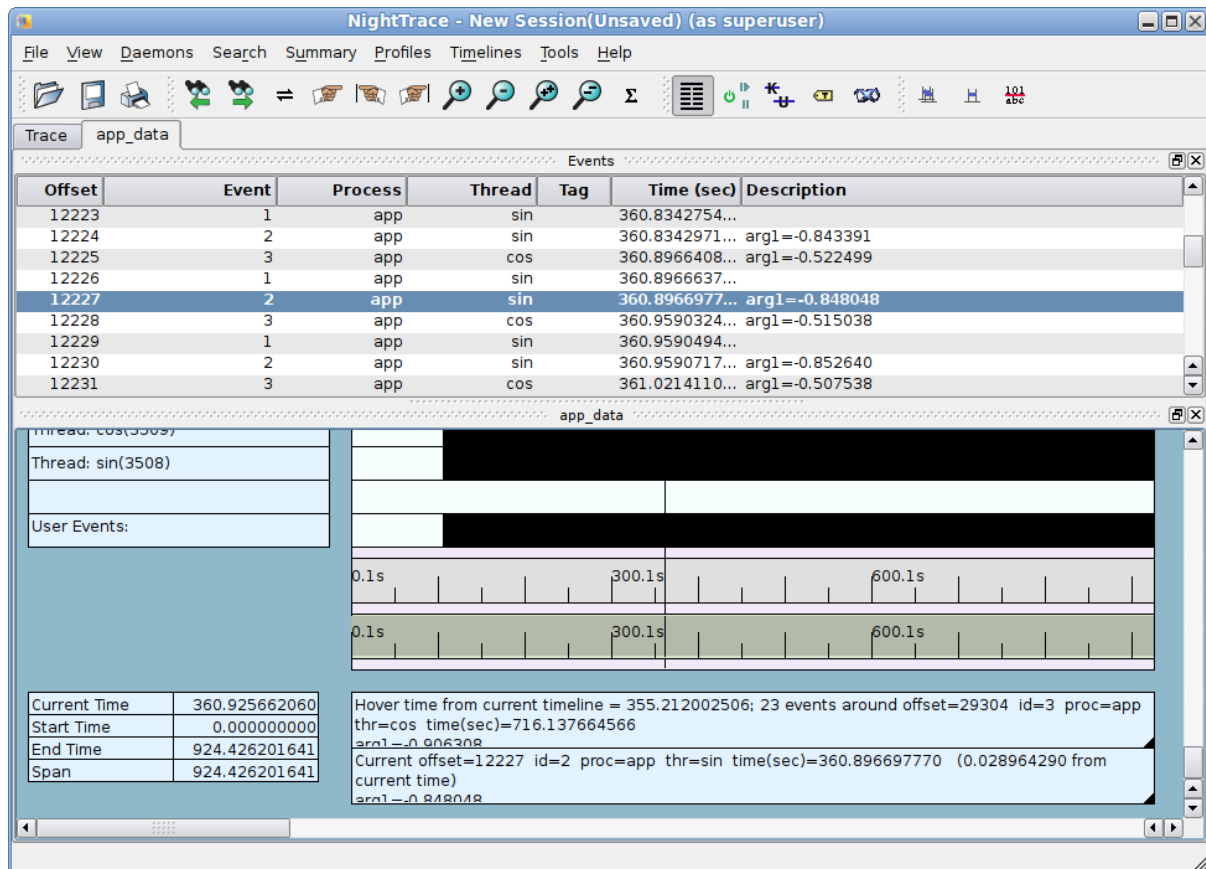 NightTrace - New Session(Unsaved) (as superuser)
File View Daemons Search Summary Profiles Timelines Tools Help
Σ T 101 abc
Trace app_data
Events
Offset Event Process Thread Tag Time (sec) Description
12223 1 app sin 360.8342754...
12224 2 app sin 360.8342971... arg1=-0.843391
12225 3 app cos 360.8966408... arg1=-0.522499
12226 1 app sin 360.8966637...
12227 2 app sin 360.8966977... arg1=-0.848048
12228 3 app cos 360.9590324... arg1=-0.515038
12229 1 app sin 360.9590494...
12230 2 app sin 360.9590717... arg1=-0.852640
12231 3 app cos 361.0214110... arg1=-0.507538
app_data
Thread: cos(3509)
Thread: sin(3508)
User Events:
0.1s 300.1s 600.1s
0.1s 300.1s 600.1s
Current Time 360.925662060
Start Time 0.000000000
End Time 924.426201641
Span 924.426201641
Hover time from current timeline = 355.212002506; 23 events around offset=29304 id=3 proc=app
thr=cos time(sec)=716.137664566
arg1=-0.906308
Current offset=12227 id=2 proc=app thr=sin time(sec)=360.896697770 (0.028964290 from
current time)
arg1=-0.848048